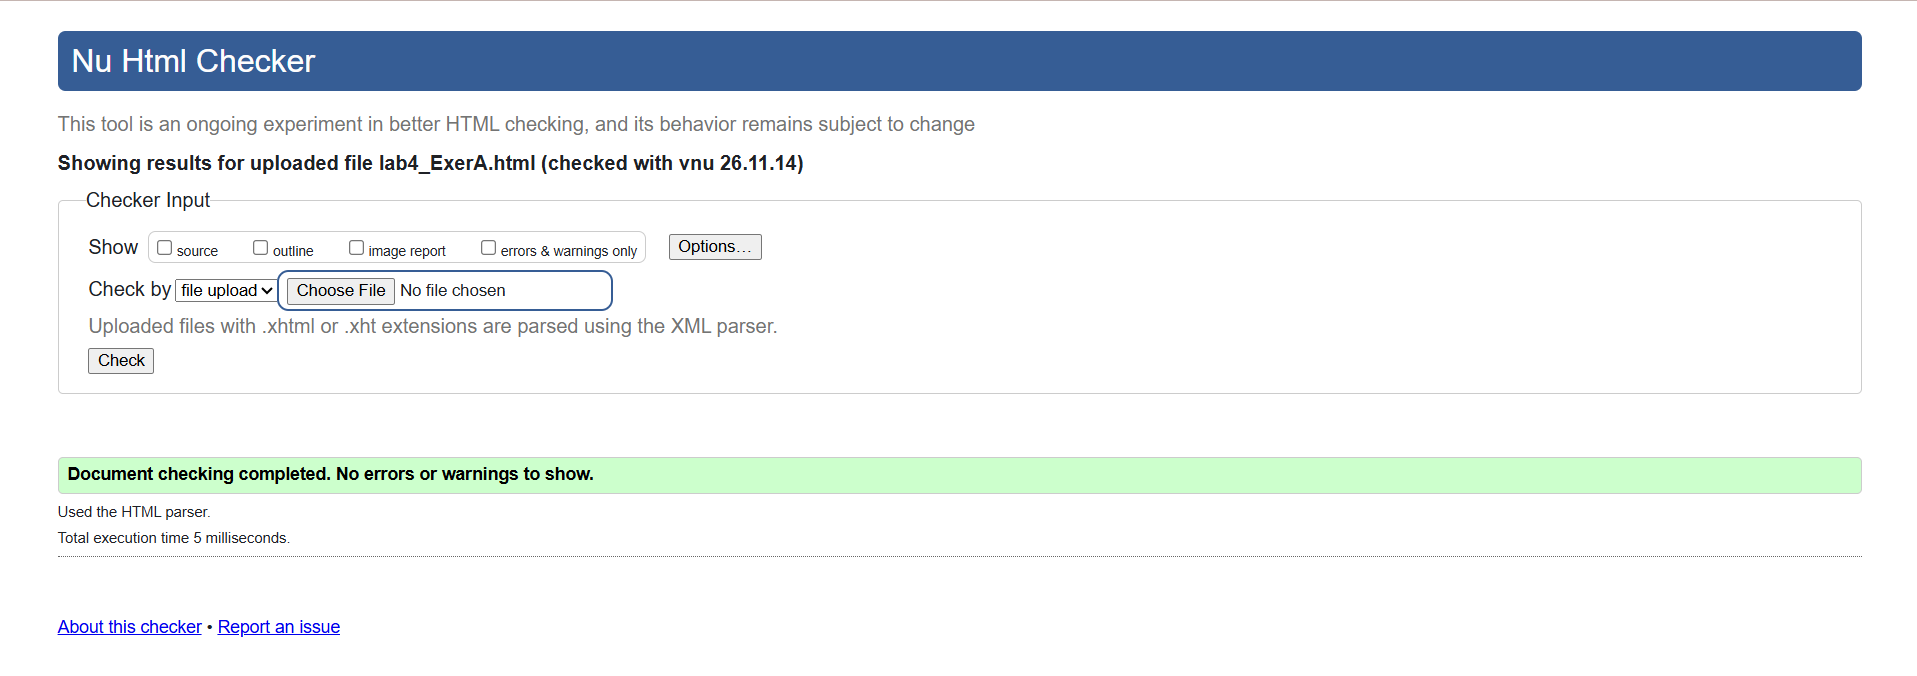 Nu Html Checker
This tool is an ongoing experiment in better HTML checking, and its behavior remains subject to change
Showing results for uploaded file lab4_ExerA.html (checked with vnu 26.11.14)
Checker Input
Show source outline image report errors & warnings only Options...
Check by file upload Choose File No file chosen
Uploaded files with .xhtml or .xht extensions are parsed using the XML parser.
Check
Document checking completed. No errors or warnings to show.
Used the HTML parser.
Total execution time 5 milliseconds.
About this checker • Report an issue